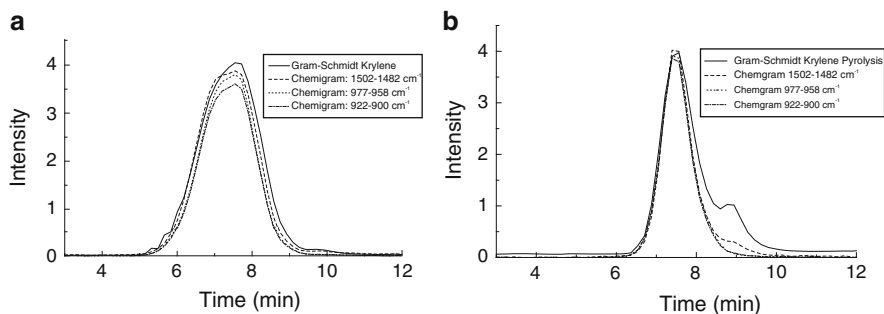 a
Intensity
4
3
2
1
0
4 6 8 10 12
Time (min)
Gram-Schmidt Krylene
Chemigram: 1502-1482 cm⁻¹
Chemigram: 977-958 cm⁻¹
Chemigram: 922-900 cm⁻¹
b
Intensity
4
3
2
1
0
4 6 8 10 12
Time (min)
Gram-Schmidt Krylene Pyrolysis
Chemgram 1502-1482 cm⁻¹
Chemgram 977-958 cm⁻¹
Chemgram 922-900 cm⁻¹